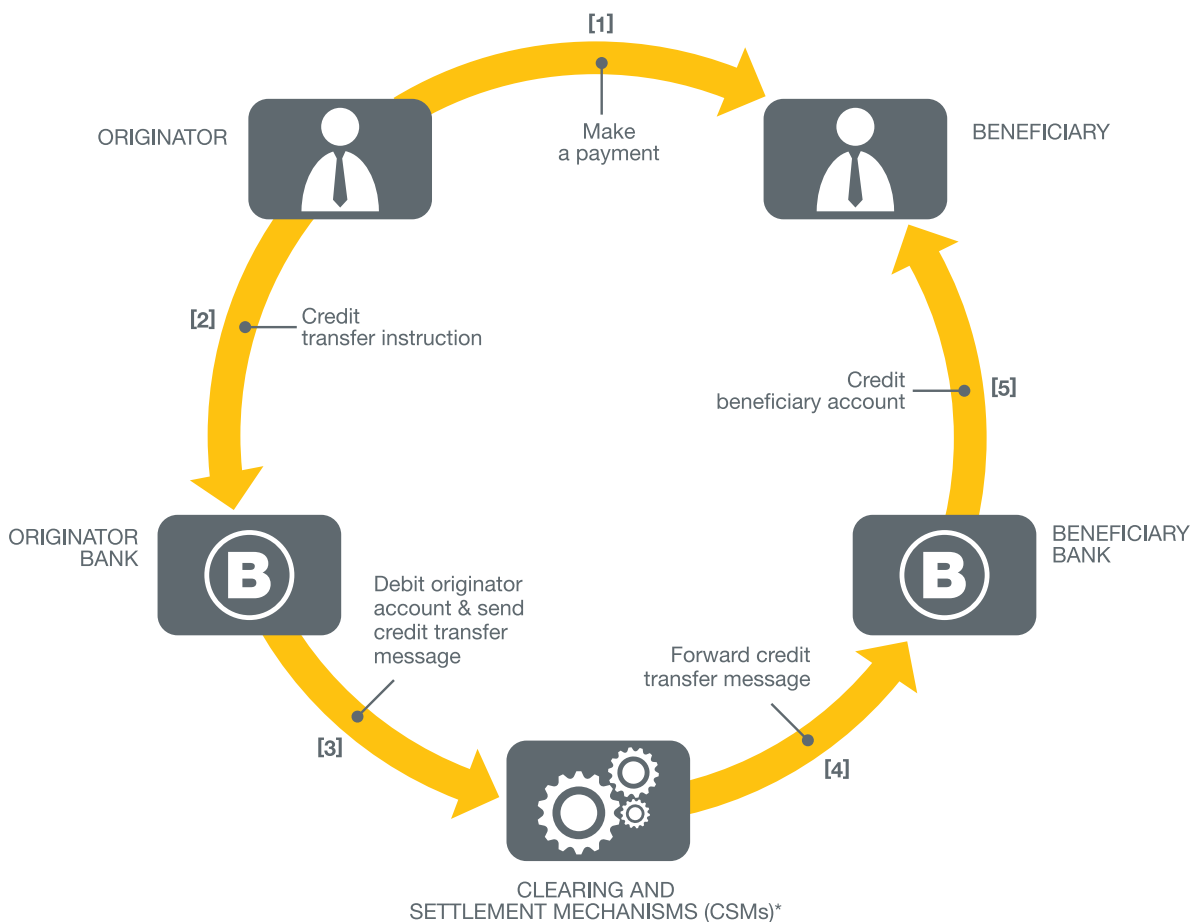 [1]
Make
a payment
ORIGINATOR
BENEFICIARY
[2]
Credit
transfer instruction
Credit
beneficiary account
[5]
ORIGINATOR
BANK
B
B
BENEFICIARY
BANK
Debit originator
account & send
credit transfer
message
Forward credit
transfer message
[3]
[4]
CLEARING AND
SETTLEMENT MECHANISMS (CSMs)*